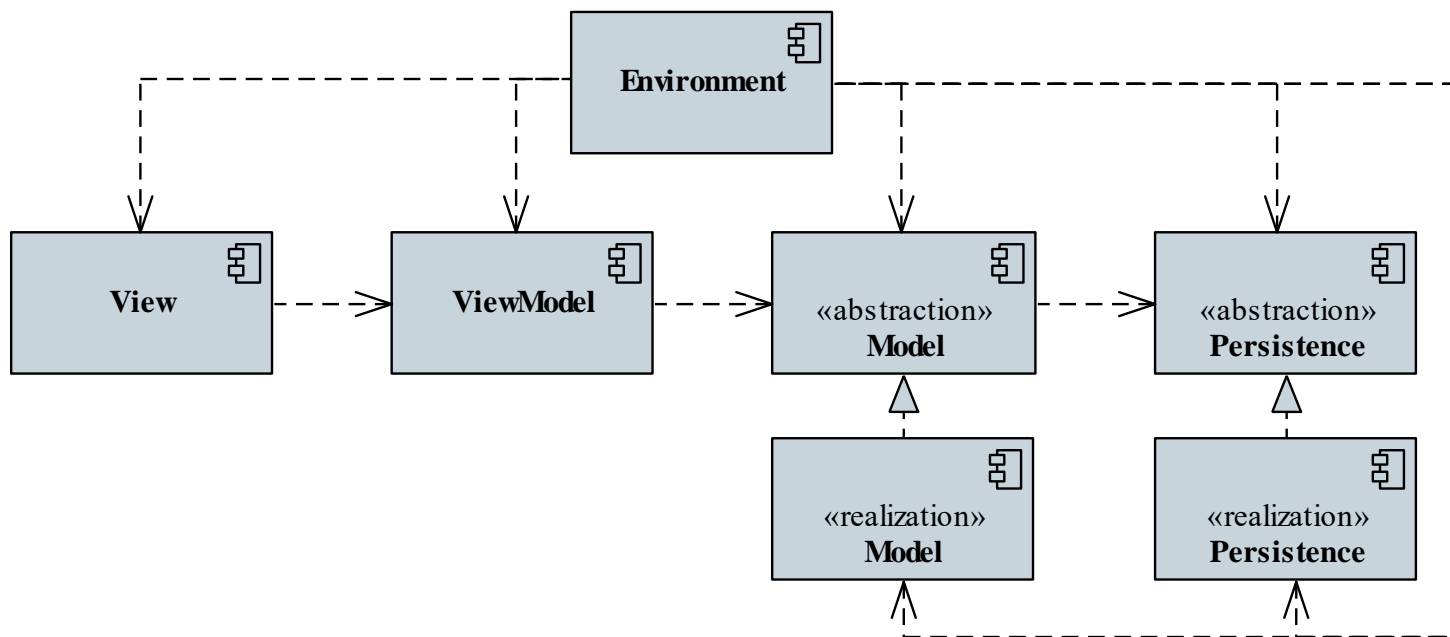 Environment
View
ViewModel
«abstraction»
Model
«abstraction»
Persistence
«realization»
Model
«realization»
Persistence